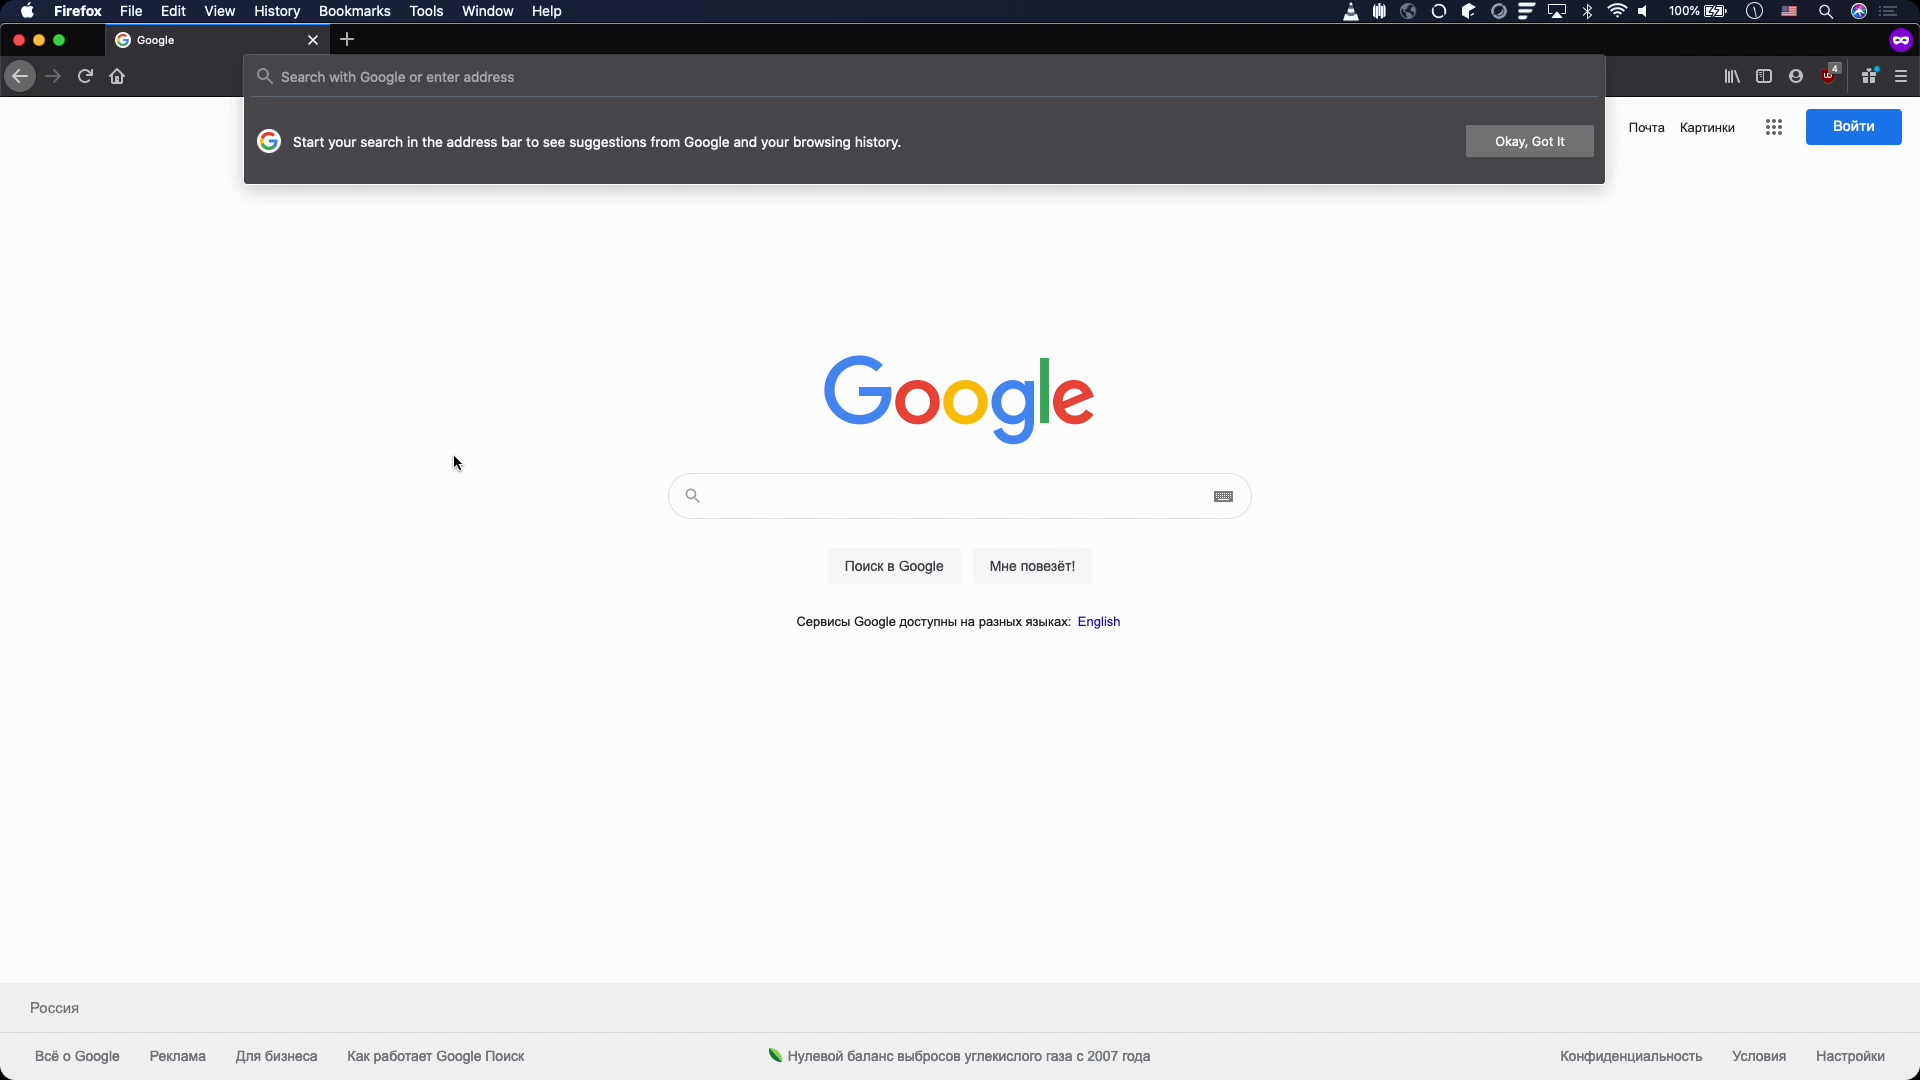 Firefox File Edit View History Bookmarks Tools Window Help 100%
Google
Search with Google or enter address 4
Start your search in the address bar to see suggestions from Google and your browsing history. Okay, Got It
Почта Картинки Войти
Google
Поиск в Google Мне повезёт!
Сервисы Google доступны на разных языках: English
Россия
Всё о Google Реклама Для бизнеса Как работает Google Поиск Нулевой баланс выбросов углекислого газа с 2007 года Конфиденциальность Условия Настройки